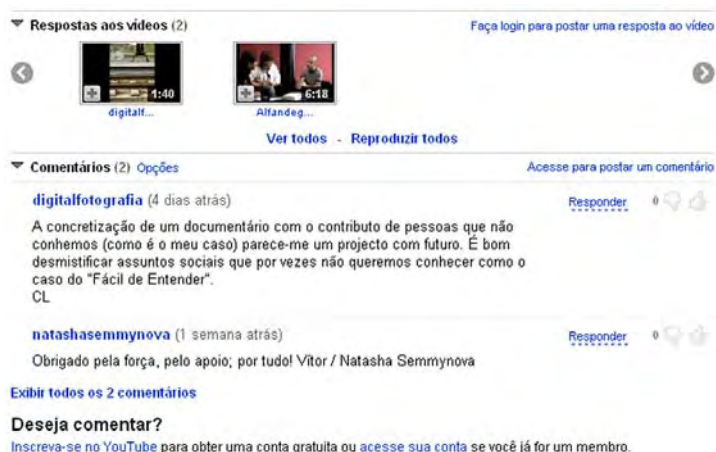 Respostas aos vídeos (2) Faça login para postar uma resposta ao vídeo
1:40 6:18
digitalf... Alfandeg...
Ver todos - Reproduzir todos
Comentários (2) Opções Acesse para postar um comentário
digitalfotografia (4 dias atrás) Responder 0
A concretização de um documentário com o contributo de pessoas que não
conhemos (como é o meu caso) parece-me um projecto com futuro. É bom
desmistificar assuntos sociais que por vezes não queremos conhecer como o
caso do "Fácil de Entender".
CL
natashasemmynova (1 semana atrás) Responder 0
Obrigado pela força, pelo apoio; por tudo! Vítor / Natasha Semmynova
Exibir todos os 2 comentários
Deseja comentar?
Inscreva-se no YouTube para obter uma conta gratuita ou acesse sua conta se você já for um membro.